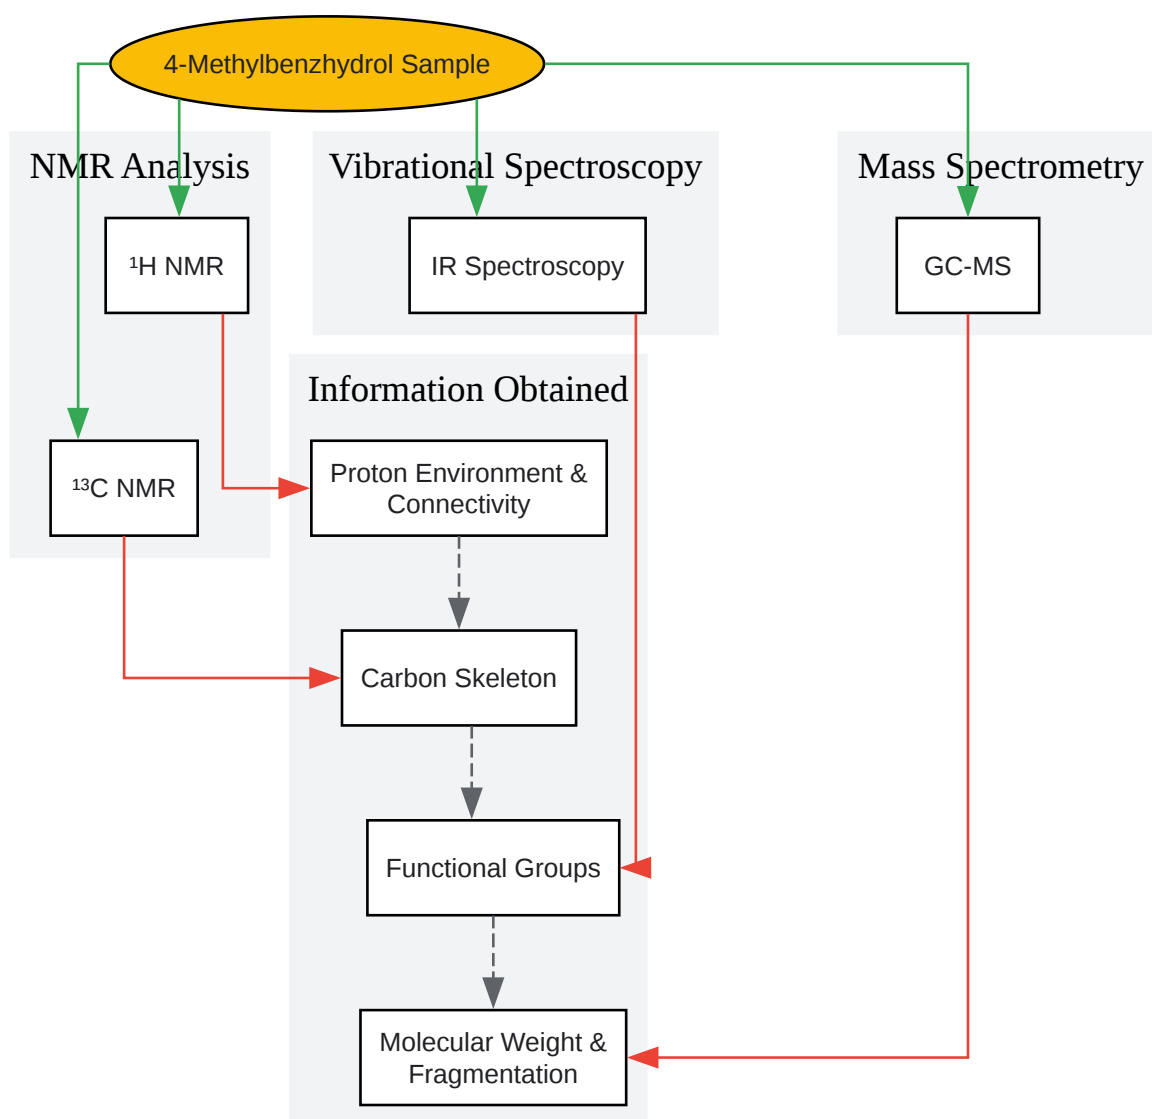 4-Methylbenzhydrol Sample
NMR Analysis
Vibrational Spectroscopy
Mass Spectrometry
¹H NMR
IR Spectroscopy
GC-MS
Information Obtained
¹³C NMR
Proton Environment &
Connectivity
Carbon Skeleton
Functional Groups
Molecular Weight &
Fragmentation